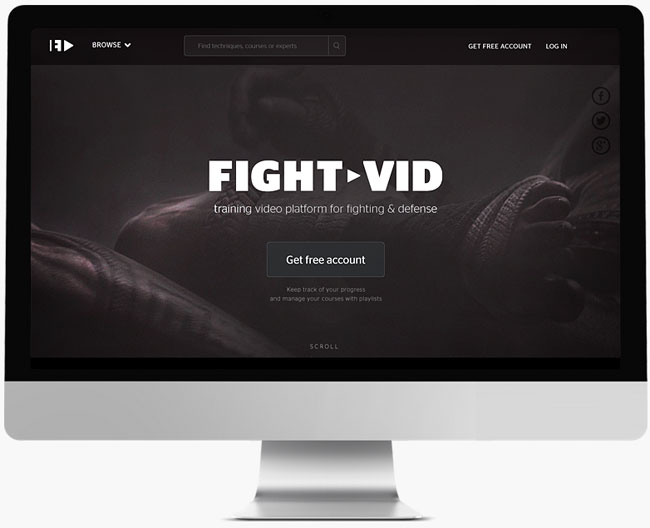 BROWSE
Find techniques, courses or experts
GET FREE ACCOUNT
LOG IN
FIGHT VID
training video platform for fighting & defense
Get free account
Keep track of your progress
and manage your courses with playlists
SCROLL